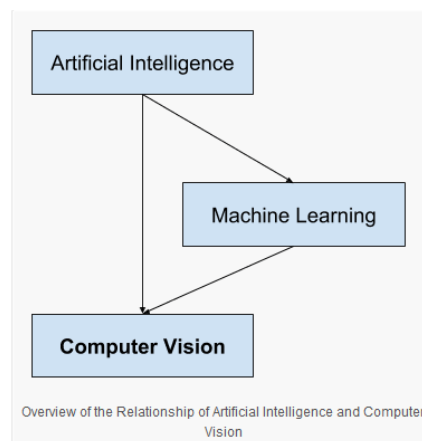 Artificial Intelligence
Machine Learning
Computer Vision
Overview of the Relationship of Artificial Intelligence and Computer
Vision